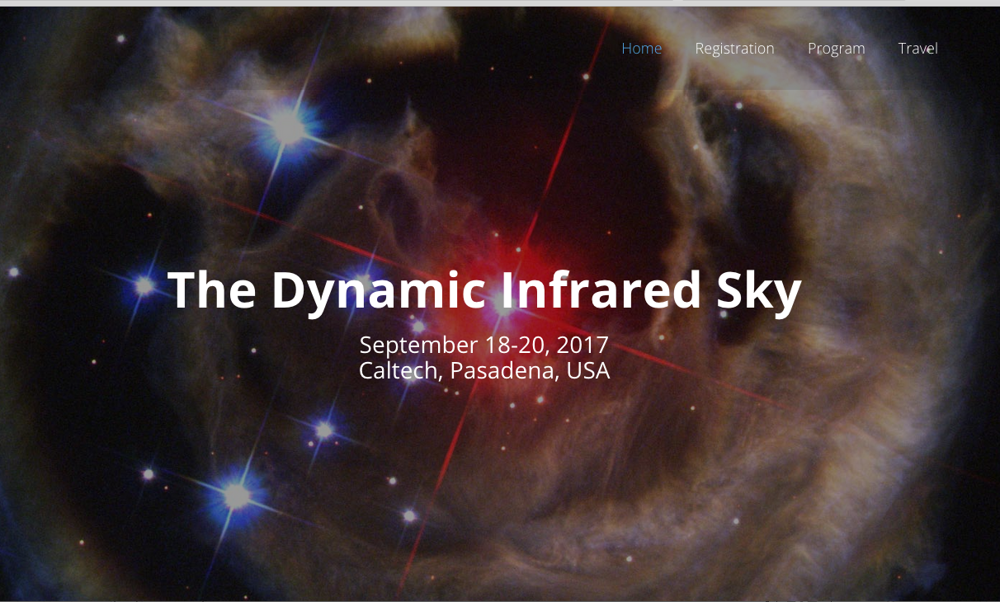 Home Registration Program Travel
The Dynamic Infrared Sky
September 18-20, 2017
Caltech, Pasadena, USA